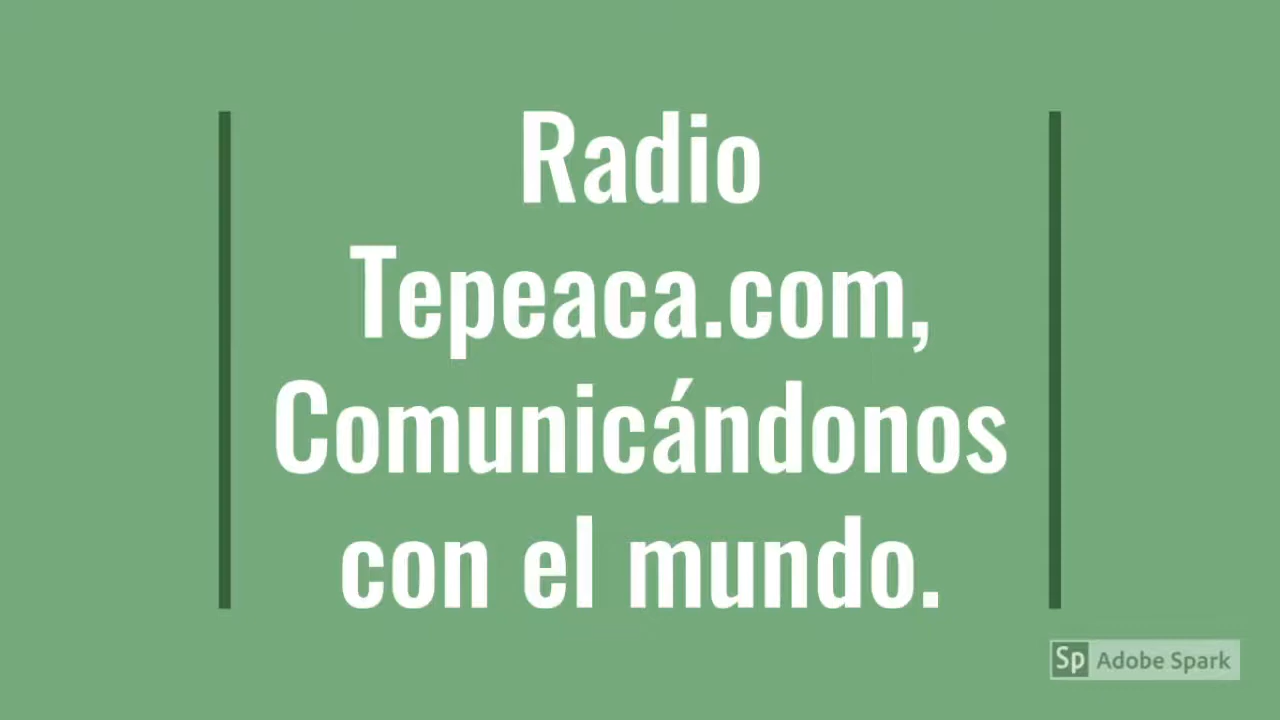 Radio
Tepeaca.com,
Comunicándonos
con el mundo.
Sp Adobe Spark